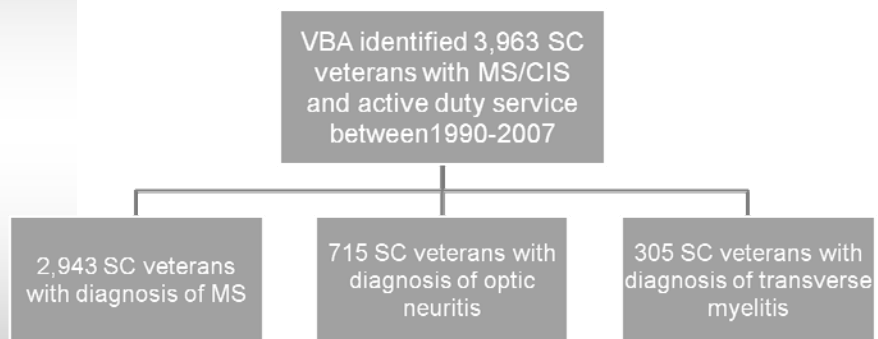 VBA identified 3,963 SC
veterans with MS/CIS
and active duty service
between1990-2007
2,943 SC veterans
with diagnosis of MS
715 SC veterans with
diagnosis of optic
neuritis
305 SC veterans with
diagnosis of transverse
myelitis